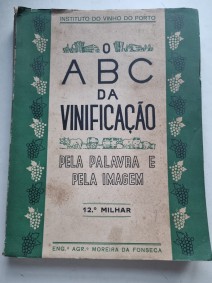 INSTITUTO DO VINHO DO PORTO
O
ABC
DA
VINIFICAÇÃO
PELA PALAVRA E
PELA IMAGEM
12.º MILHAR
ENG.º AGR.º MOREIRA DA FONSECA